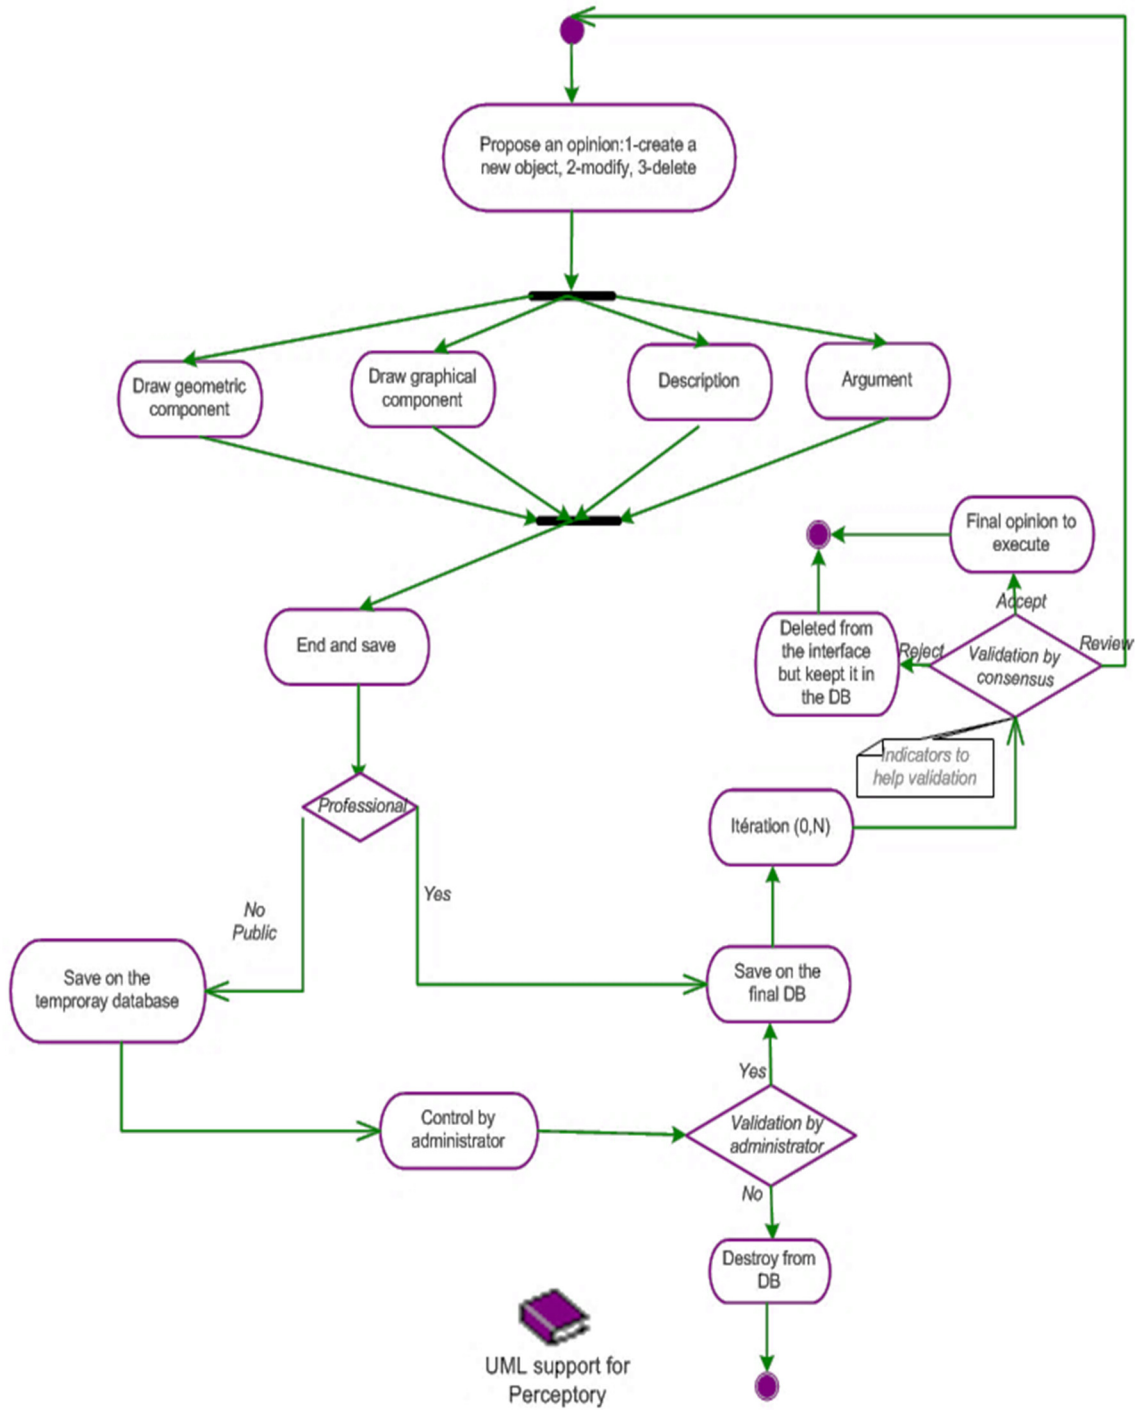 Propose an opinion:1-create a
new object, 2-modify, 3-delete
Draw geometric
component
Draw graphical
component
Description
Argument
Final opinion to
execute
Accept
Deleted from
the interface
but keept it in
the DB
Reject
Validation by
consensus
Review
End and save
Indicators to
help validation
Professional
Itération (0,N)
Yes
No
Public
Save on the
temproray database
Save on the
final DB
Yes
Control by
administrator
Validation by
administrator
No
Destroy from
DB
UML support for
Perceptory